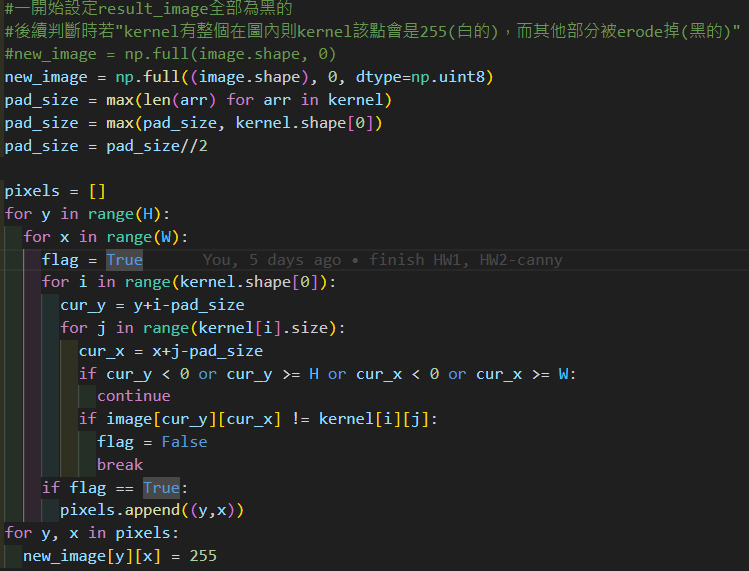 #一開始設定result_image全部為黑的
#後續判斷時若"kernel有整個在圖內則kernel該點會是255(白的)，而其他部分被erode掉(黑的)"
#new_image = np.full(image.shape, 0)
new_image = np.full((image.shape), 0, dtype=np.uint8)
pad_size = max(len(arr) for arr in kernel)
pad_size = max(pad_size, kernel.shape[0])
pad_size = pad_size//2

pixels = []
for y in range(H):
  for x in range(W):
    flag = True      You, 5 days ago • finish HW1, HW2-canny
    for i in range(kernel.shape[0]):
      cur_y = y+i-pad_size
      for j in range(kernel[i].size):
        cur_x = x+j-pad_size
        if cur_y < 0 or cur_y >= H or cur_x < 0 or cur_x >= W:
          continue
        if image[cur_y][cur_x] != kernel[i][j]:
          flag = False
          break
    if flag == True:
      pixels.append((y,x))
for y, x in pixels:
  new_image[y][x] = 255